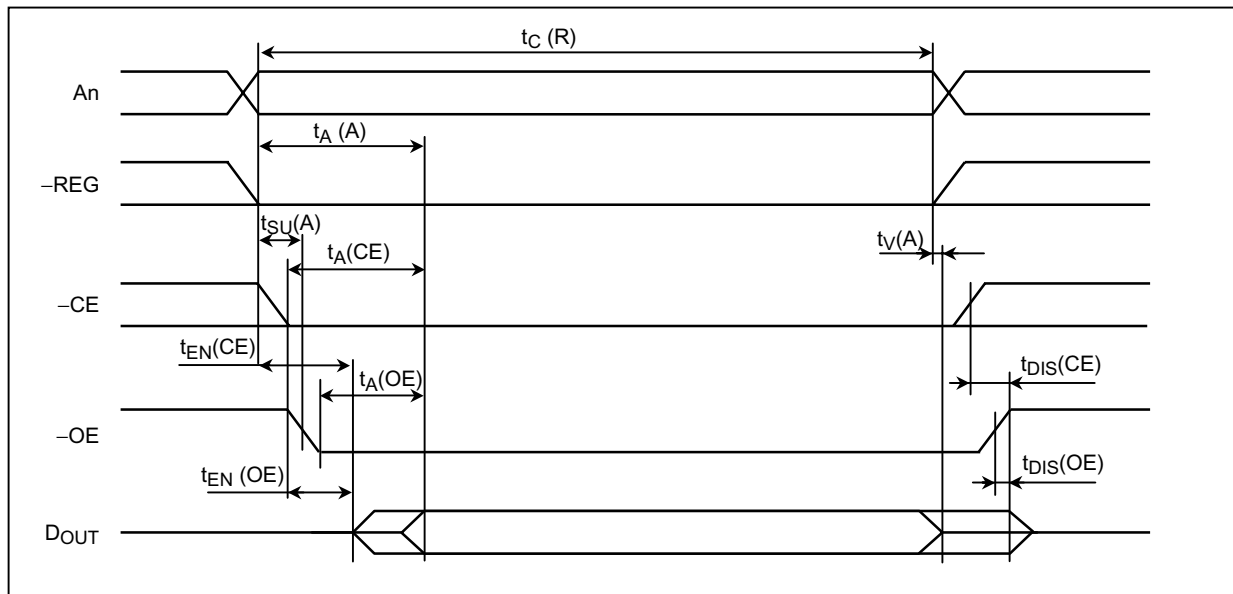 tC (R)
An
tA (A)
–REG
tSU(A)
tA(CE)
tV(A)
–CE
tEN(CE)
tA(OE)
tDIS(CE)
–OE
tEN (OE)
tDIS(OE)
DOUT